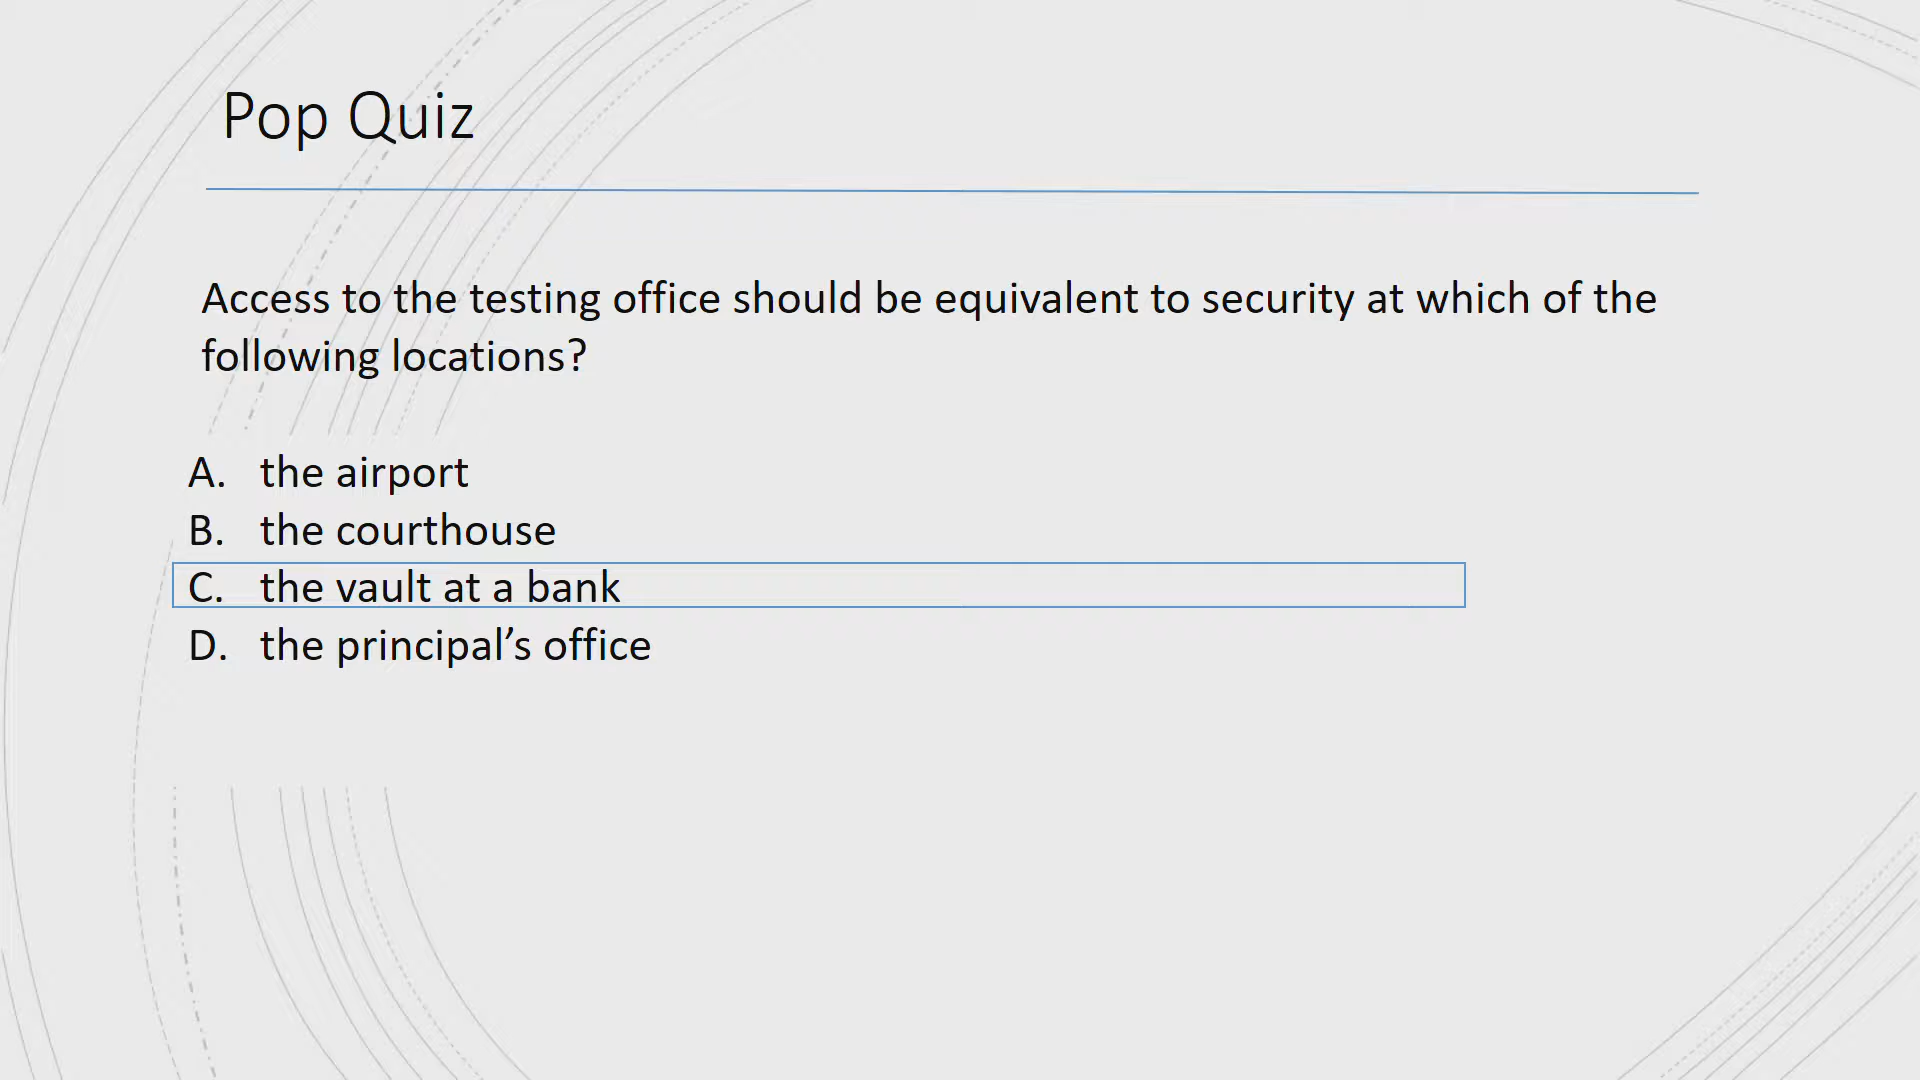 Pop Quiz
Access to the testing office should be equivalent to security at which of the
following locations?
A. the airport
B. the courthouse
C. the vault at a bank
D. the principal’s office